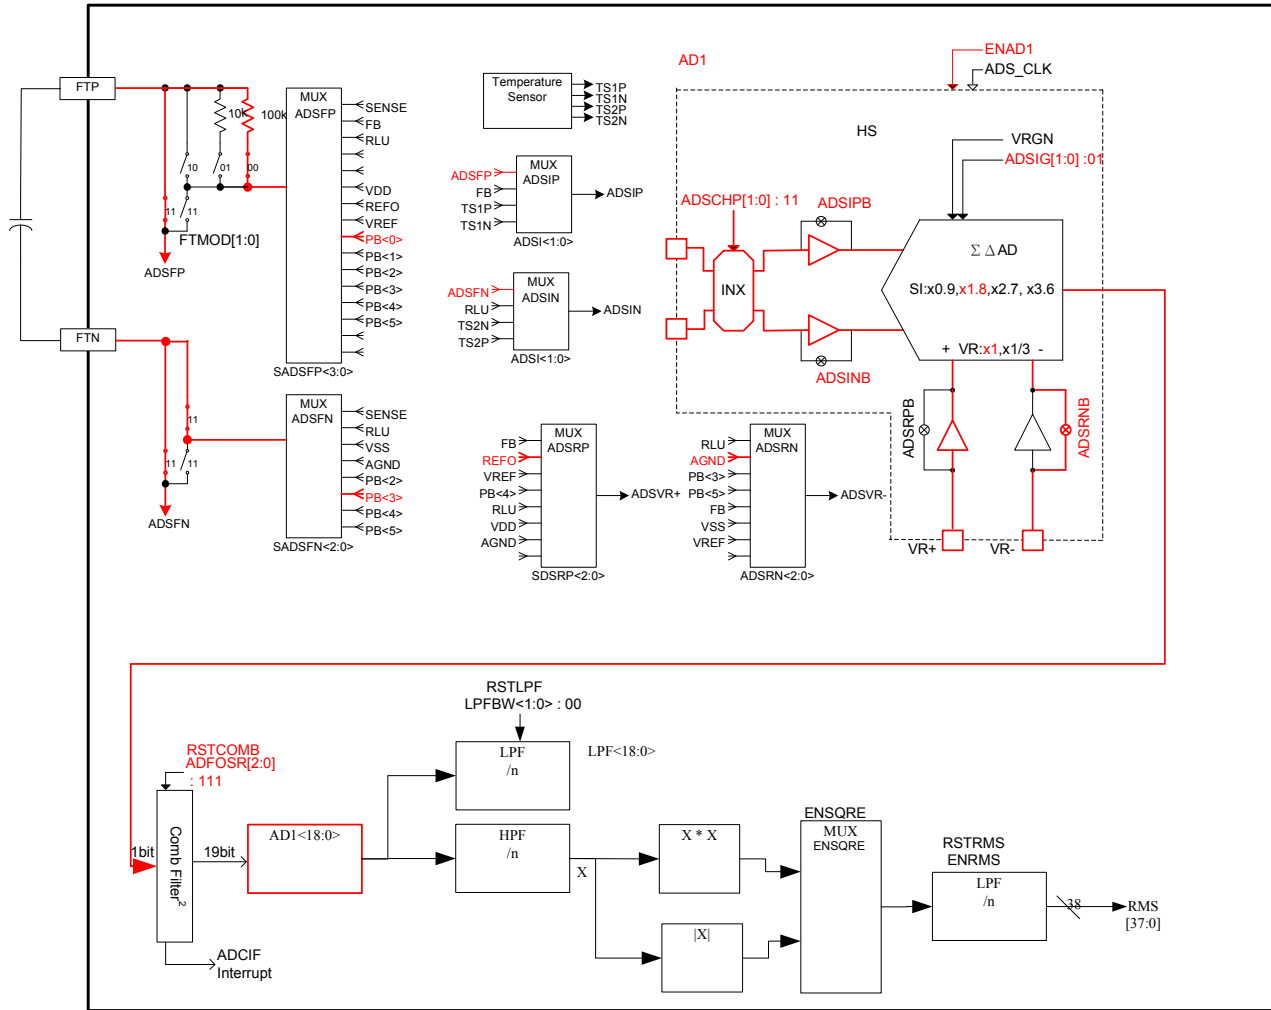 FTP
10k
100k
10
01
00
11
11
FTMOD[1:0]
ADSFP
MUX
ADSFP
SENSE
FB
RLU
VDD
REFO
VREF
PB<0>
PB<1>
PB<2>
PB<3>
PB<4>
PB<5>
SADSFP<3:0>
FTN
11
11
11
ADSFN
MUX
ADSFN
SENSE
RLU
VSS
AGND
PB<2>
PB<3>
PB<4>
PB<5>
SADSFN<2:0>
Temperature
Sensor
TS1P
TS1N
TS2P
TS2N
MUX
ADSIP
ADSFP
FB
TS1P
TS1N
ADSIP
ADSI<1:0>
MUX
ADSIN
ADSFN
RLU
TS2N
TS2P
ADSIN
ADSI<1:0>
MUX
ADSRP
FB
REFO
VREF
PB<4>
RLU
VDD
AGND
ADSVR+
SDSRP<2:0>
MUX
ADSRN
RLU
AGND
PB<3>
PB<5>
FB
VSS
VREF
ADSVR-
ADSRN<2:0>
AD1
ENAD1
ADS_CLK
HS
VRGN
ADSIG[1:0] :01
ADSCHP[1:0] : 11
ADSIPB
INX
ADSINB
Σ Δ AD
SI:x0.9,x1.8,x2.7, x3.6
+ VR:x1,x1/3 -
ADSRPB
ADSRNB
VR+
VR-
RSTCOMB
ADFOSR[2:0]
: 111
1bit
Comb Filter2
19bit
ADCIF
Interrupt
AD1<18:0>
RSTLPF
LPFBW<1:0> : 00
LPF
/n
LPF<18:0>
HPF
/n
X
X * X
|X|
ENSQRE
MUX
ENSQRE
RSTRMS
ENRMS
LPF
/n
38
RMS
[37:0]